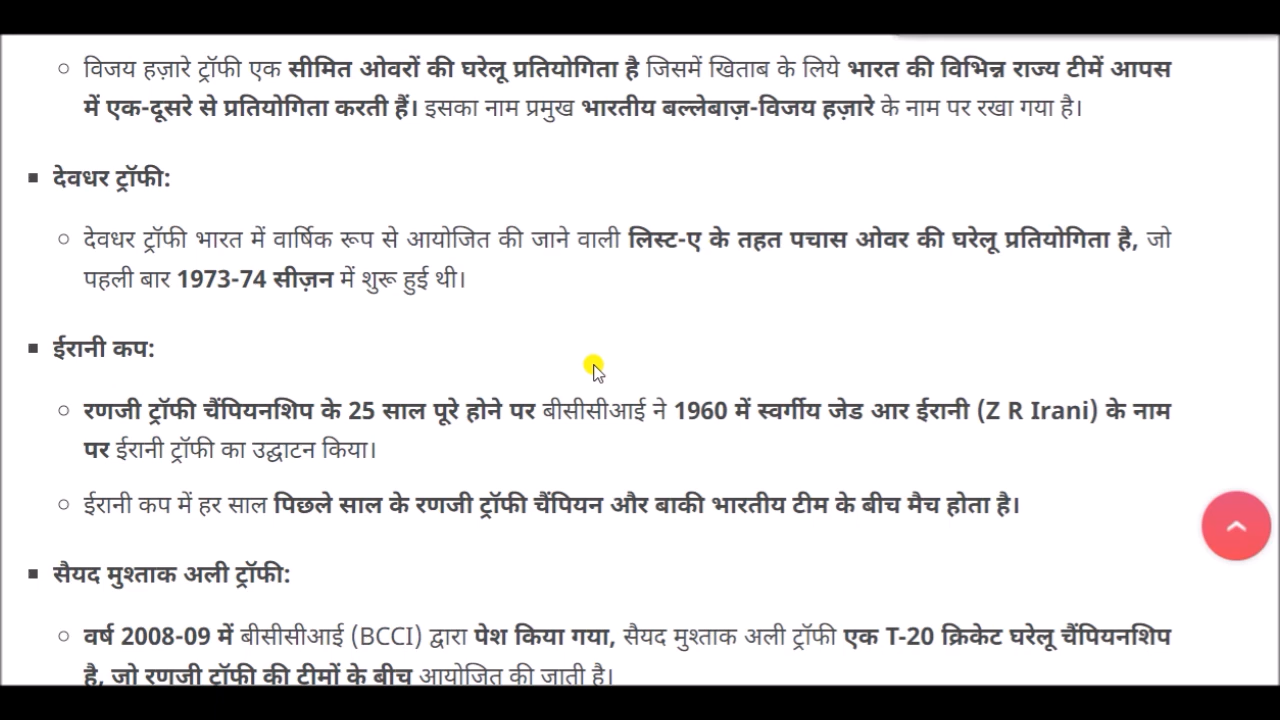 विजय हज़ारे ट्रॉफी एक सीमित ओवरों की घरेलू प्रतियोगिता है जिसमें खिताब के लिये भारत की विभिन्न राज्य टीमें आपस
में एक-दूसरे से प्रतियोगिता करती हैं। इसका नाम प्रमुख भारतीय बल्लेबाज़-विजय हज़ारे के नाम पर रखा गया है।
देवधर ट्रॉफी:
देवधर ट्रॉफी भारत में वार्षिक रूप से आयोजित की जाने वाली लिस्ट-ए के तहत पचास ओवर की घरेलू प्रतियोगिता है, जो
पहली बार 1973-74 सीज़न में शुरू हुई थी।
ईरानी कप:
रणजी ट्रॉफी चैंपियनशिप के 25 साल पूरे होने पर बीसीसीआई ने 1960 में स्वर्गीय जेड आर ईरानी (Z R Irani) के नाम
पर ईरानी ट्रॉफी का उद्घाटन किया।
ईरानी कप में हर साल पिछले साल के रणजी ट्रॉफी चैंपियन और बाकी भारतीय टीम के बीच मैच होता है।
सैयद मुश्ताक अली ट्रॉफी:
वर्ष 2008-09 में बीसीसीआई (BCCI) द्वारा पेश किया गया, सैयद मुश्ताक अली ट्रॉफी एक T-20 क्रिकेट घरेलू चैंपियनशिप
है, जो रणजी ट्रॉफी की टीमों के बीच आयोजित की जाती है।